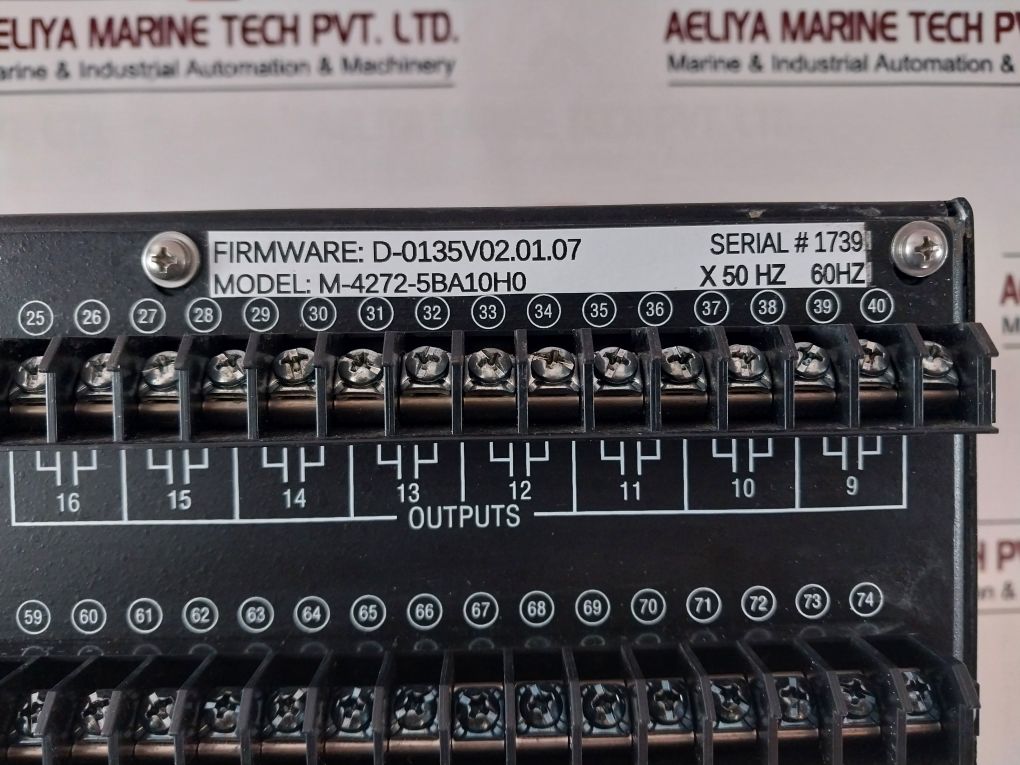 ELIYA MARINE TECH PVT. LTD.
Marine & Industrial Automation & Machinery
AELIYA MARINE TECH PV
Marine & Industrial Automation &
FIRMWARE: D-0135V02.01.07
SERIAL # 1739
MODEL: M-4272-5BA10H0
X 50 HZ 60HZ
25 26 27 28 29 30 31 32 33 34 35 36 37 38 39 40
16 15 14 13 12 11 10 9
OUTPUTS
59 60 61 62 63 64 65 66 67 68 69 70 71 72 73 74